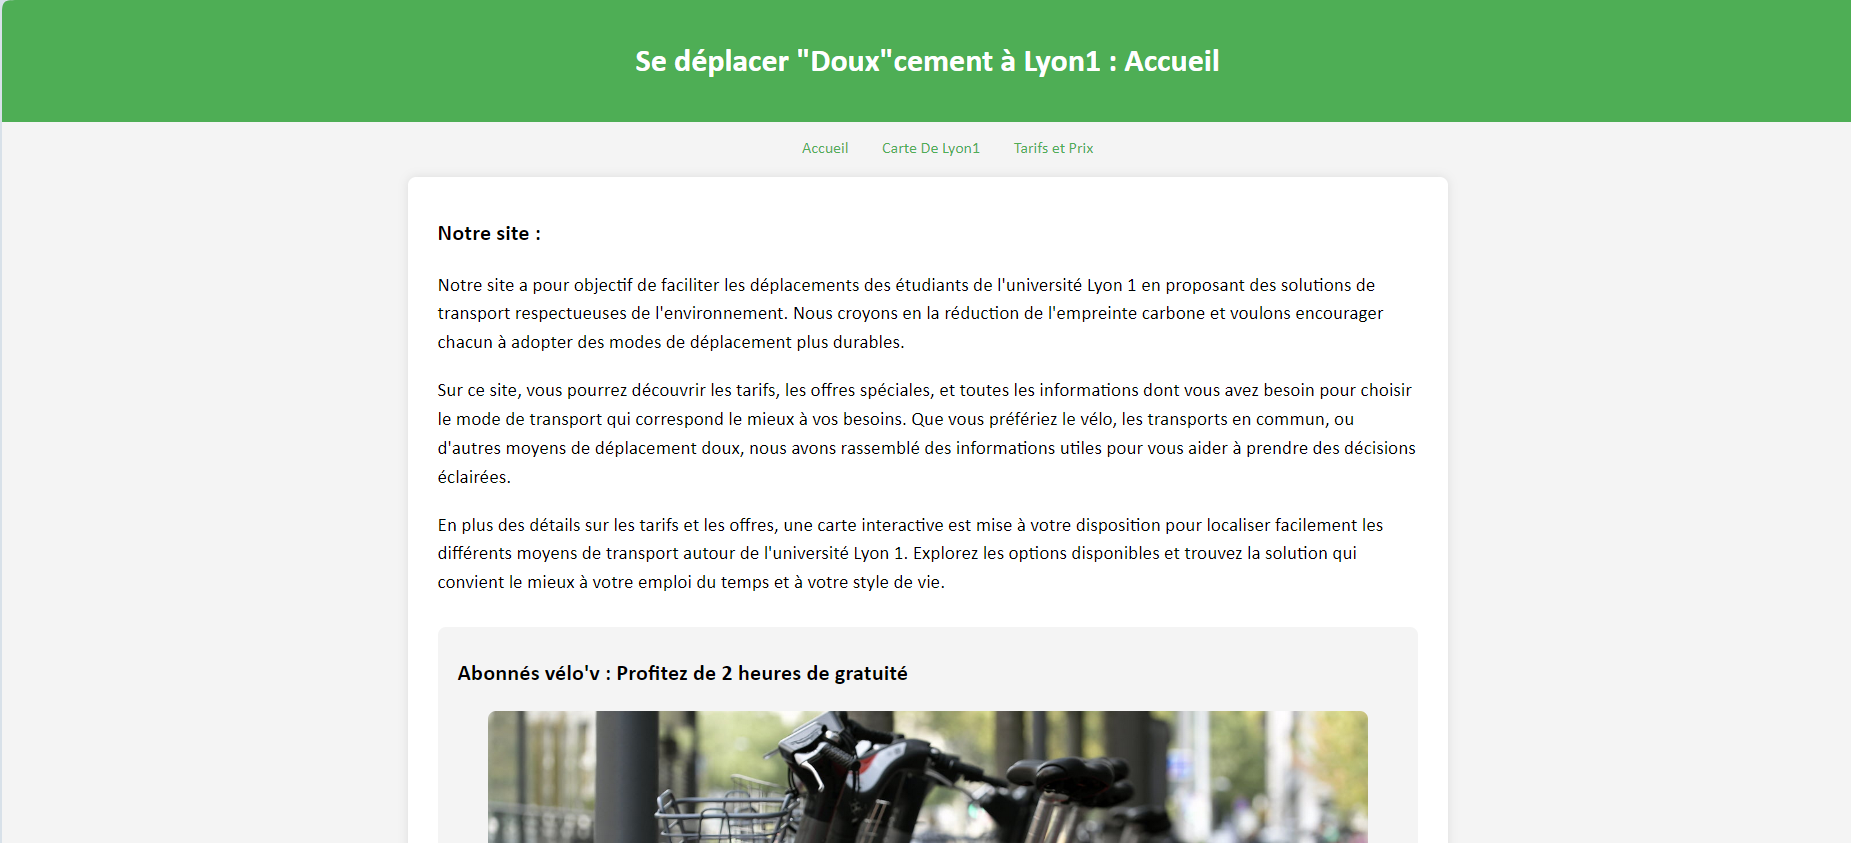 Se déplacer "Doux"cement à Lyon1 : Accueil
Accueil Carte De Lyon1 Tarifs et Prix
Notre site :
Notre site a pour objectif de faciliter les déplacements des étudiants de l'université Lyon 1 en proposant des solutions de
transport respectueuses de l'environnement. Nous croyons en la réduction de l'empreinte carbone et voulons encourager
chacun à adopter des modes de déplacement plus durables.
Sur ce site, vous pourrez découvrir les tarifs, les offres spéciales, et toutes les informations dont vous avez besoin pour choisir
le mode de transport qui correspond le mieux à vos besoins. Que vous préfériez le vélo, les transports en commun, ou
d'autres moyens de déplacement doux, nous avons rassemblé des informations utiles pour vous aider à prendre des décisions
éclairées.
En plus des détails sur les tarifs et les offres, une carte interactive est mise à votre disposition pour localiser facilement les
différents moyens de transport autour de l'université Lyon 1. Explorez les options disponibles et trouvez la solution qui
convient le mieux à votre emploi du temps et à votre style de vie.
Abonnés vélo'v : Profitez de 2 heures de gratuité